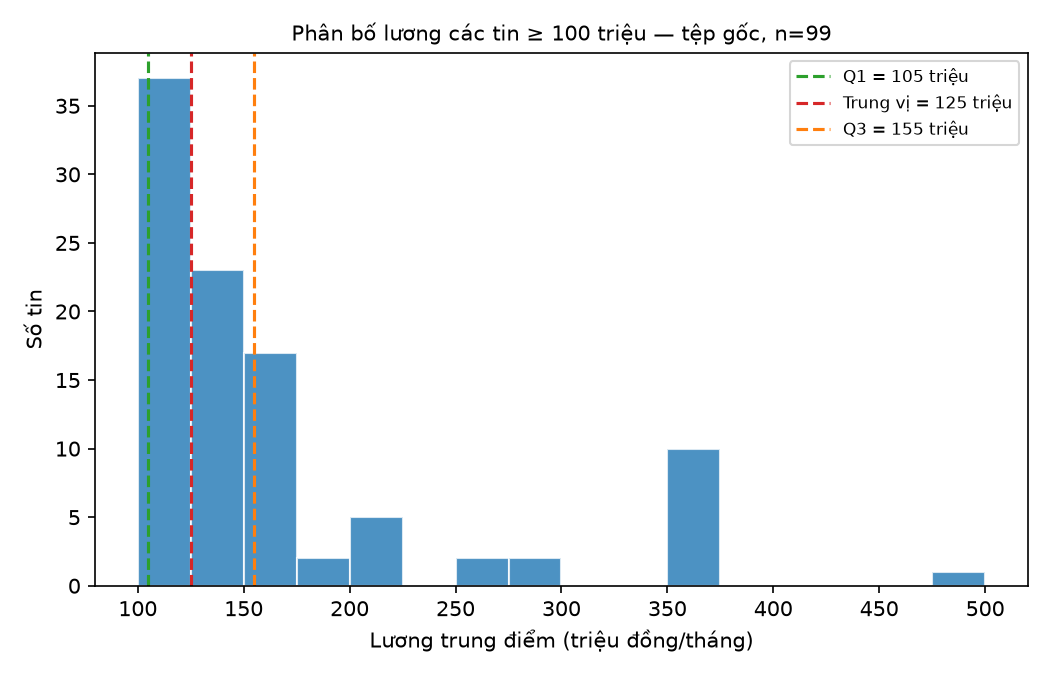 Phân bố lương các tin ≥ 100 triệu — tệp gốc, n=99
Q1 = 105 triệu
Trung vị = 125 triệu
Q3 = 155 triệu
Số tin
35
30
25
20
15
10
5
0
100 150 200 250 300 350 400 450 500
Lương trung điểm (triệu đồng/tháng)